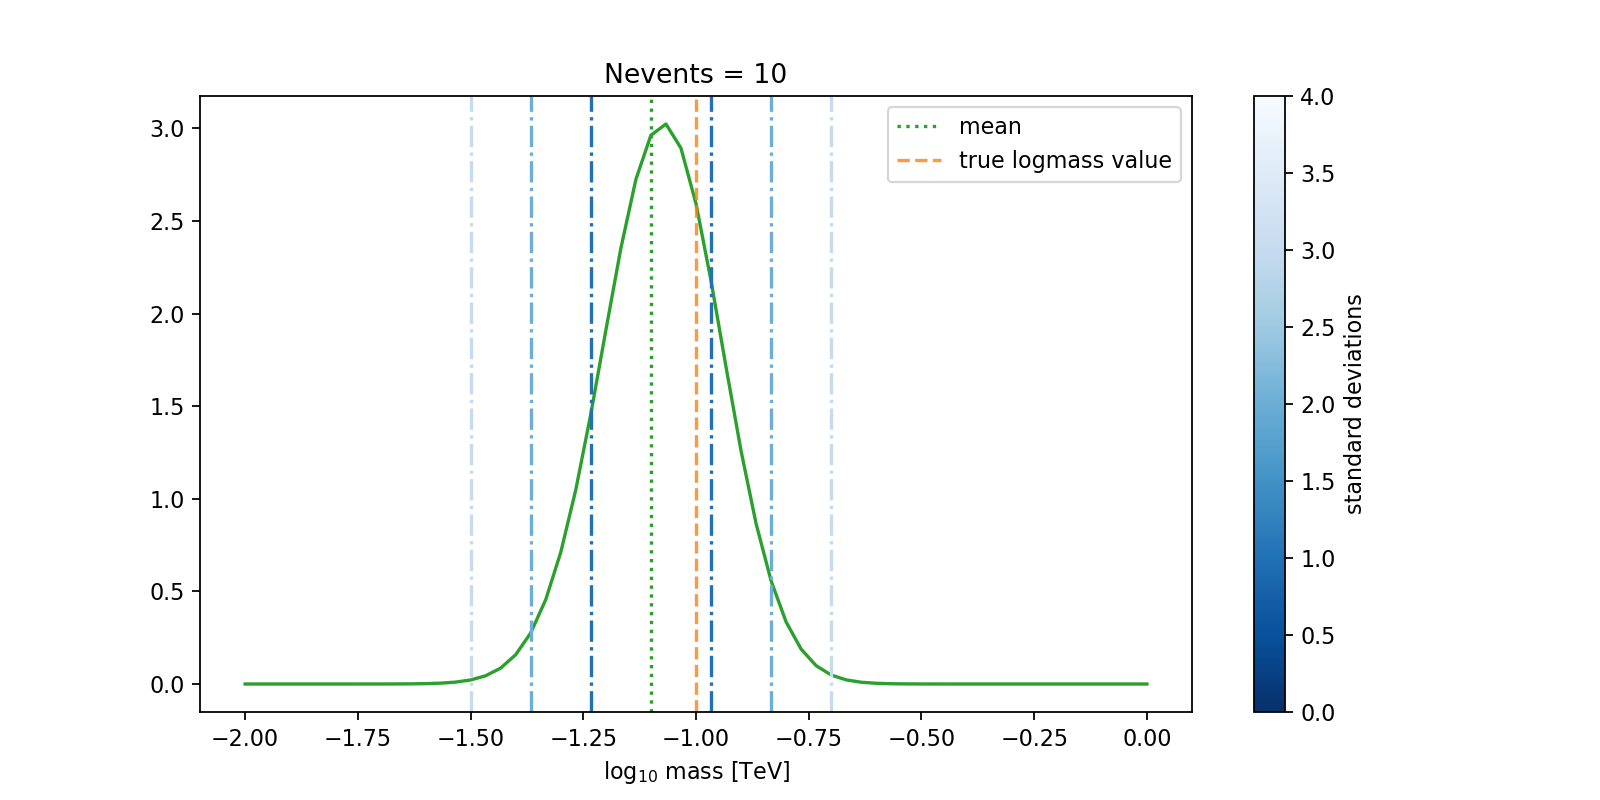 Nevents = 10
3.0
2.5
2.0
1.5
1.0
0.5
0.0
−2.00 −1.75 −1.50 −1.25 −1.00 −0.75 −0.50 −0.25 0.00
log₁₀ mass [TeV]
mean
true logmass value
4.0
3.5
3.0
2.5
2.0
1.5
1.0
0.5
0.0
standard deviations